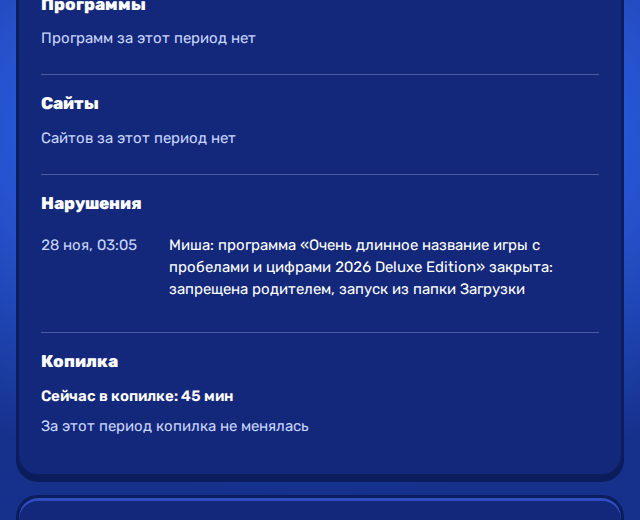 Программы
Программ за этот период нет
Сайты
Сайтов за этот период нет
Нарушения
28 ноя, 03:05
Миша: программа «Очень длинное название игры с
пробелами и цифрами 2026 Deluxe Edition» закрыта:
запрещена родителем, запуск из папки Загрузки
Копилка
Сейчас в копилке: 45 мин
За этот период копилка не менялась